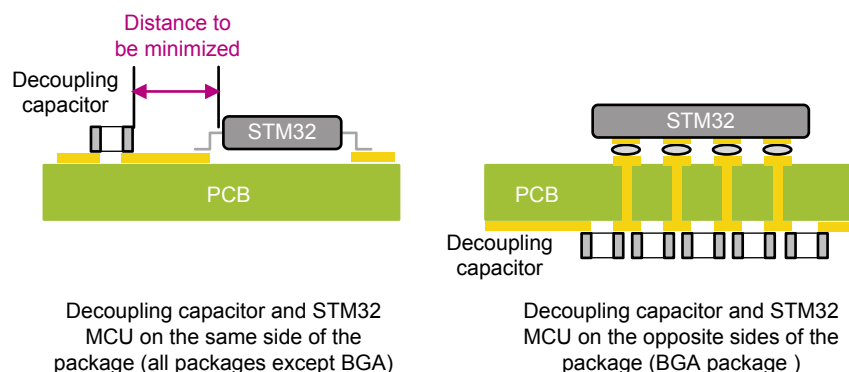 Distance to
be minimized
Decoupling
capacitor
STM32
PCB
Decoupling capacitor and STM32
MCU on the same side of the
package (all packages except BGA)
STM32
PCB
Decoupling
capacitor
Decoupling capacitor and STM32
MCU on the opposite sides of the
package (BGA package )